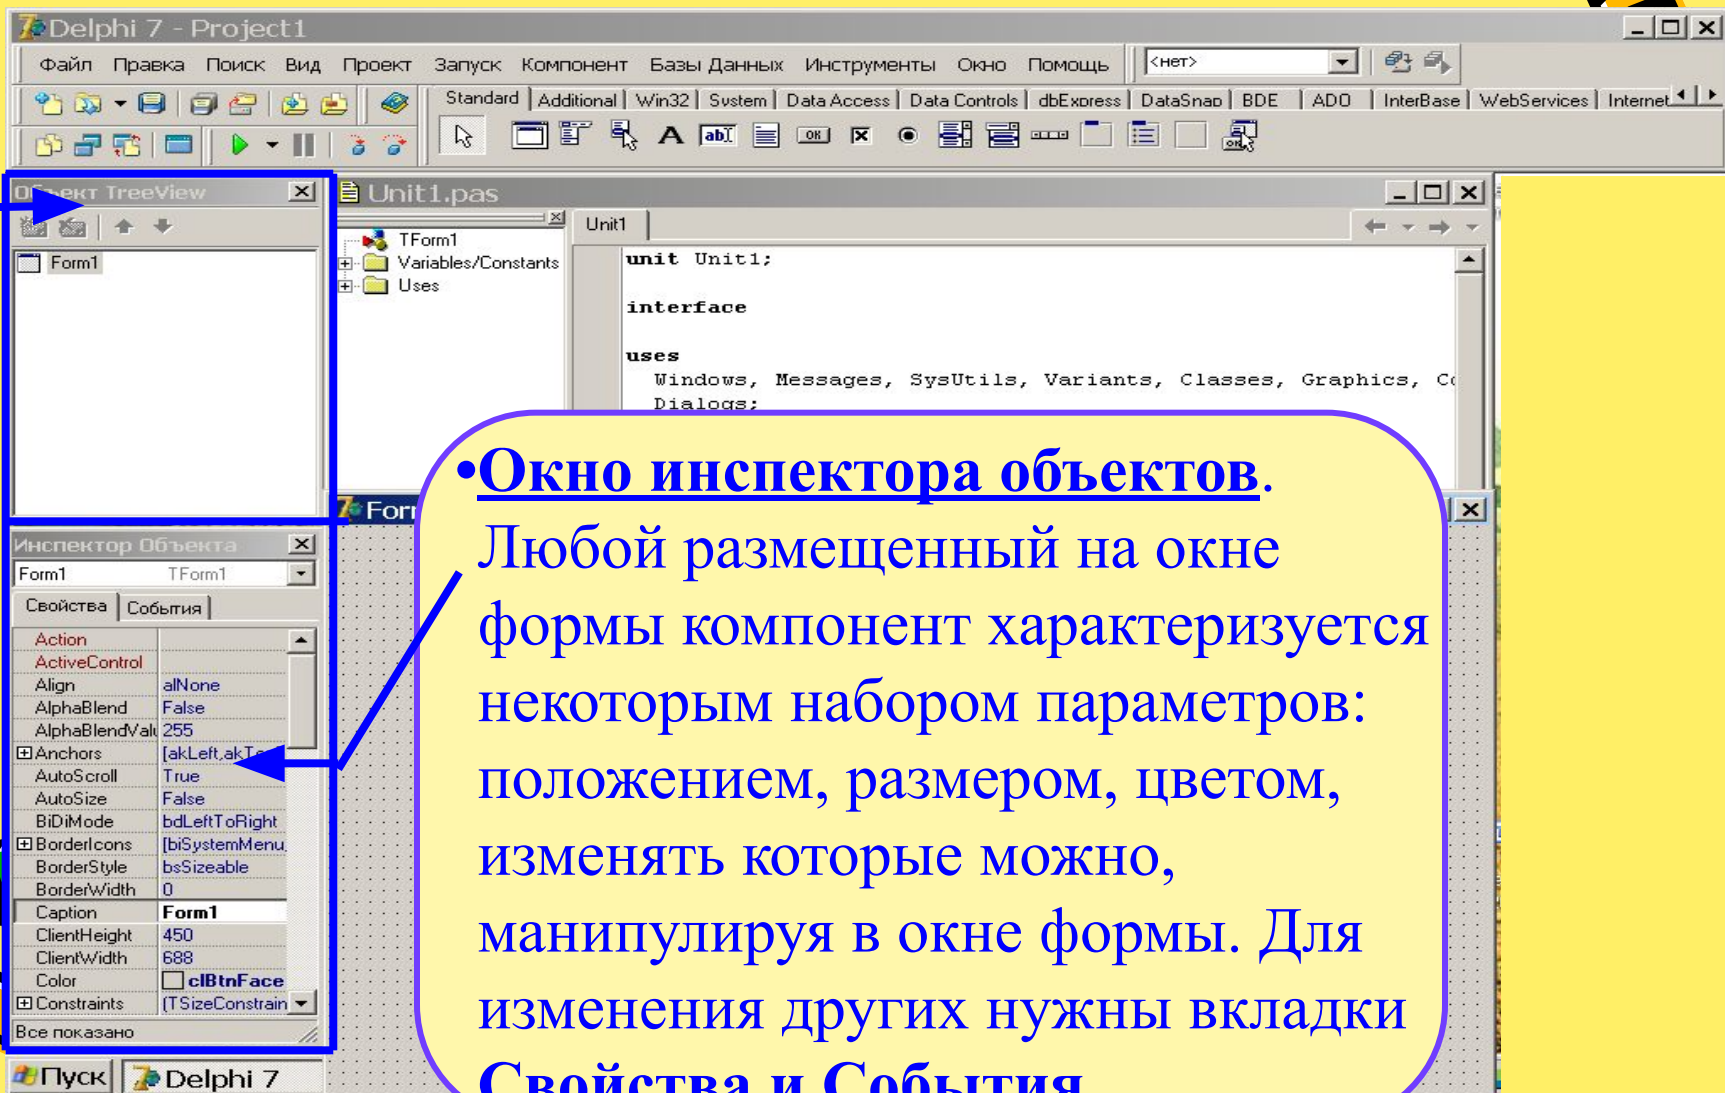 Delphi 7 - Project1
Файл Правка Поиск Вид Проект Запуск Компонент Базы Данных Инструменты Окно Помощь <нет>
Standard Additional Win32 System Data Access Data Controls dbExpress DataSnap BDE ADO InterBase WebServices Internet
Объект TreeView
Form1
Unit1.pas
TForm1
Variables/Constants
Uses
Unit1
unit Unit1;
interface
uses
Windows, Messages, SysUtils, Variants, Classes, Graphics,
Dialogs;
•Окно инспектора объектов.
Любой размещенный на окне
формы компонент характеризуется
некоторым набором параметров:
положением, размером, цветом,
изменять которые можно,
манипулируя в окне формы. Для
изменения других нужны вкладки
Свойства и События
Инспектор Объекта
Form1 TForm1
Свойства События
Action
ActiveControl
Align alNone
AlphaBlend False
AlphaBlendValu 255
Anchors [akLeft,akTo
AutoScroll True
AutoSize False
BiDiMode bdLeftToRight
BorderIcons [biSystemMenu,
BorderStyle bsSizeable
BorderWidth 0
Caption Form1
ClientHeight 450
ClientWidth 688
Color clBtnFace
Constraints (TSizeConstrain
Все показано
Пуск Delphi 7